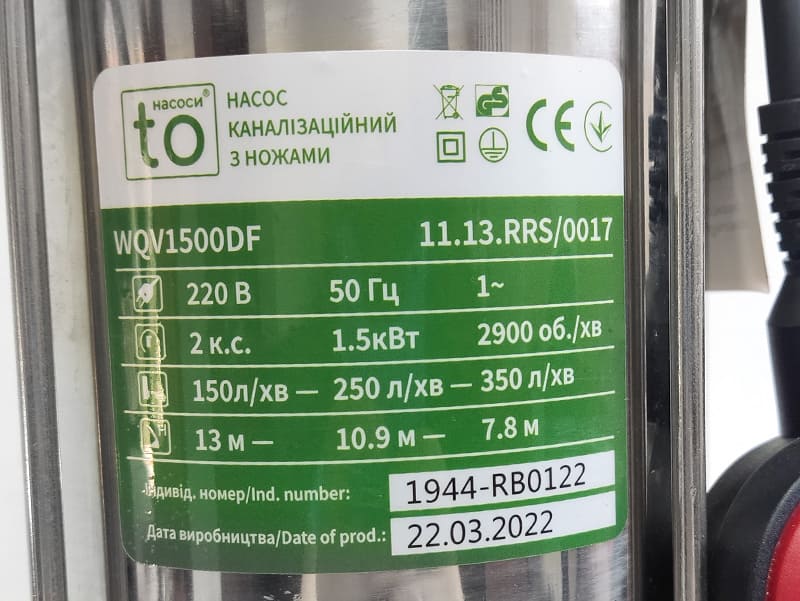 насоси®
to
НАСОС
КАНАЛІЗАЦІЙНИЙ
З НОЖАМИ
CE
WQV1500DF 11.13.RRS/0017
220 В 50 Гц 1~
2 к.с. 1.5кВт 2900 об./хв
150л/хв — 250 л/хв — 350 л/хв
13 м — 10.9 м — 7.8 м
Індивід. номер/Ind. number: 1944-RB0122
Дата виробництва/Date of prod.: 22.03.2022